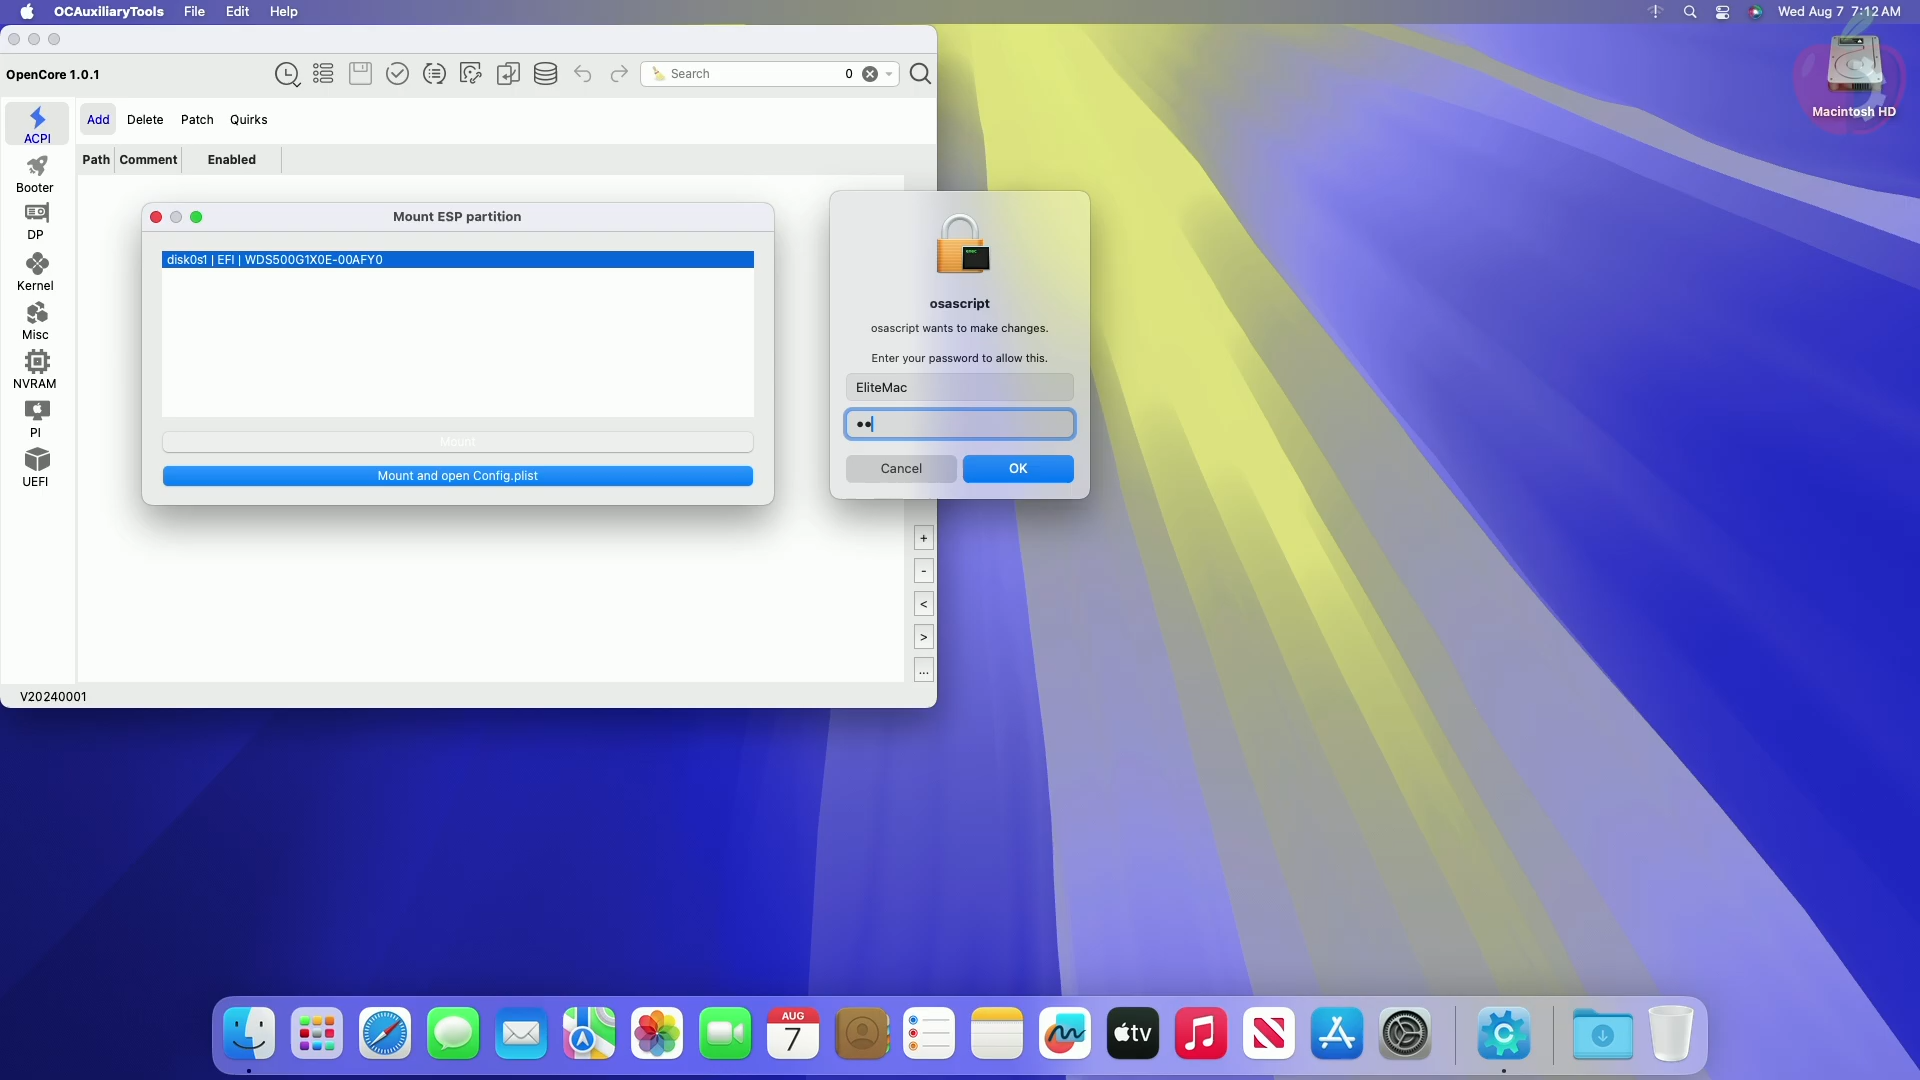 OCAuxiliaryTools File Edit Help
Wed Aug 7 7:12 AM
OpenCore 1.0.1
Search 0
Macintosh HD
ACPI
Booter
DP
Kernel
Misc
NVRAM
PI
UEFI
Add Delete Patch Quirks
Path Comment Enabled
Mount ESP partition
disk0s1 | EFI | WDS500G1X0E-00AFY0
Mount
Mount and open Config.plist
osascript
osascript wants to make changes.
Enter your password to allow this.
EliteMac
••
Cancel OK
+
-
<
>
...
V20240001
AUG
7
tv